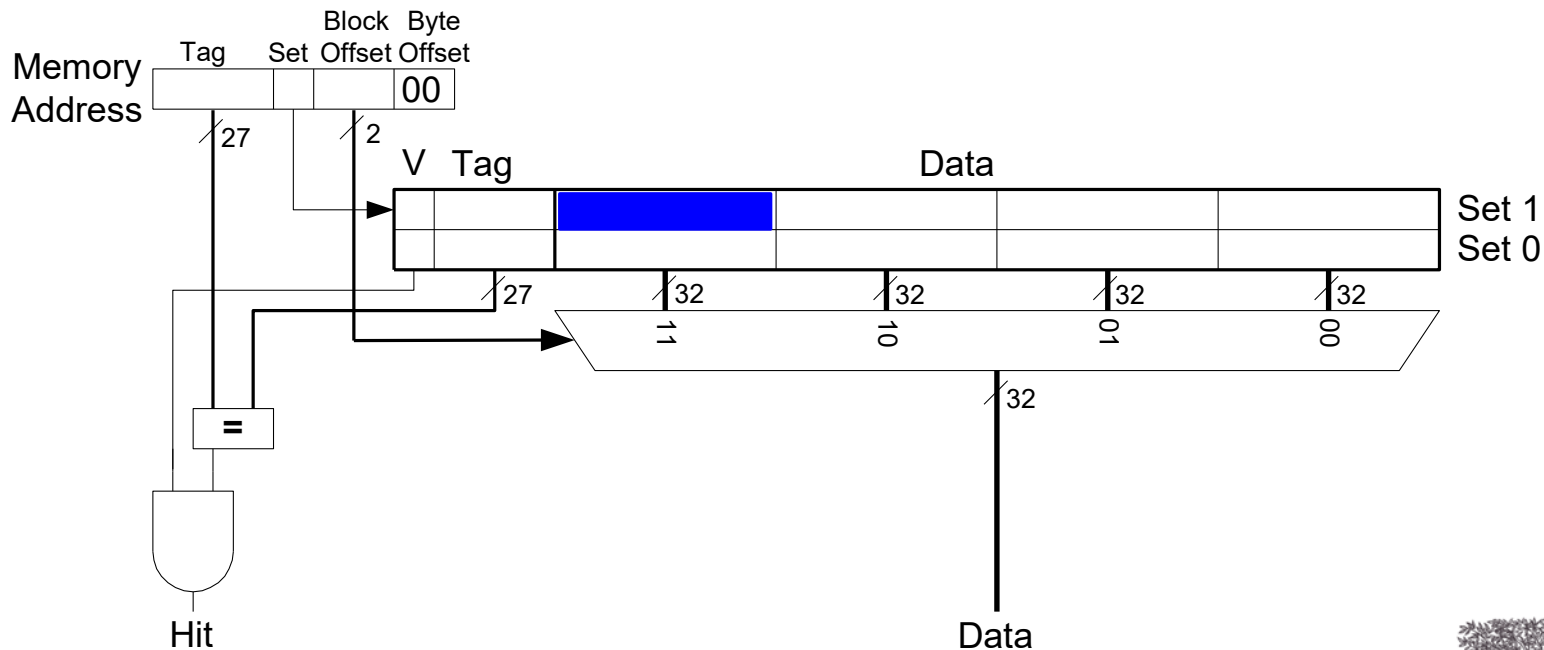 Block Byte
Tag Set Offset Offset
Memory
Address
00
27
2
V Tag Data
Set 1
Set 0
27 32 32 32 32
11 10 01 00
32
=
Hit Data